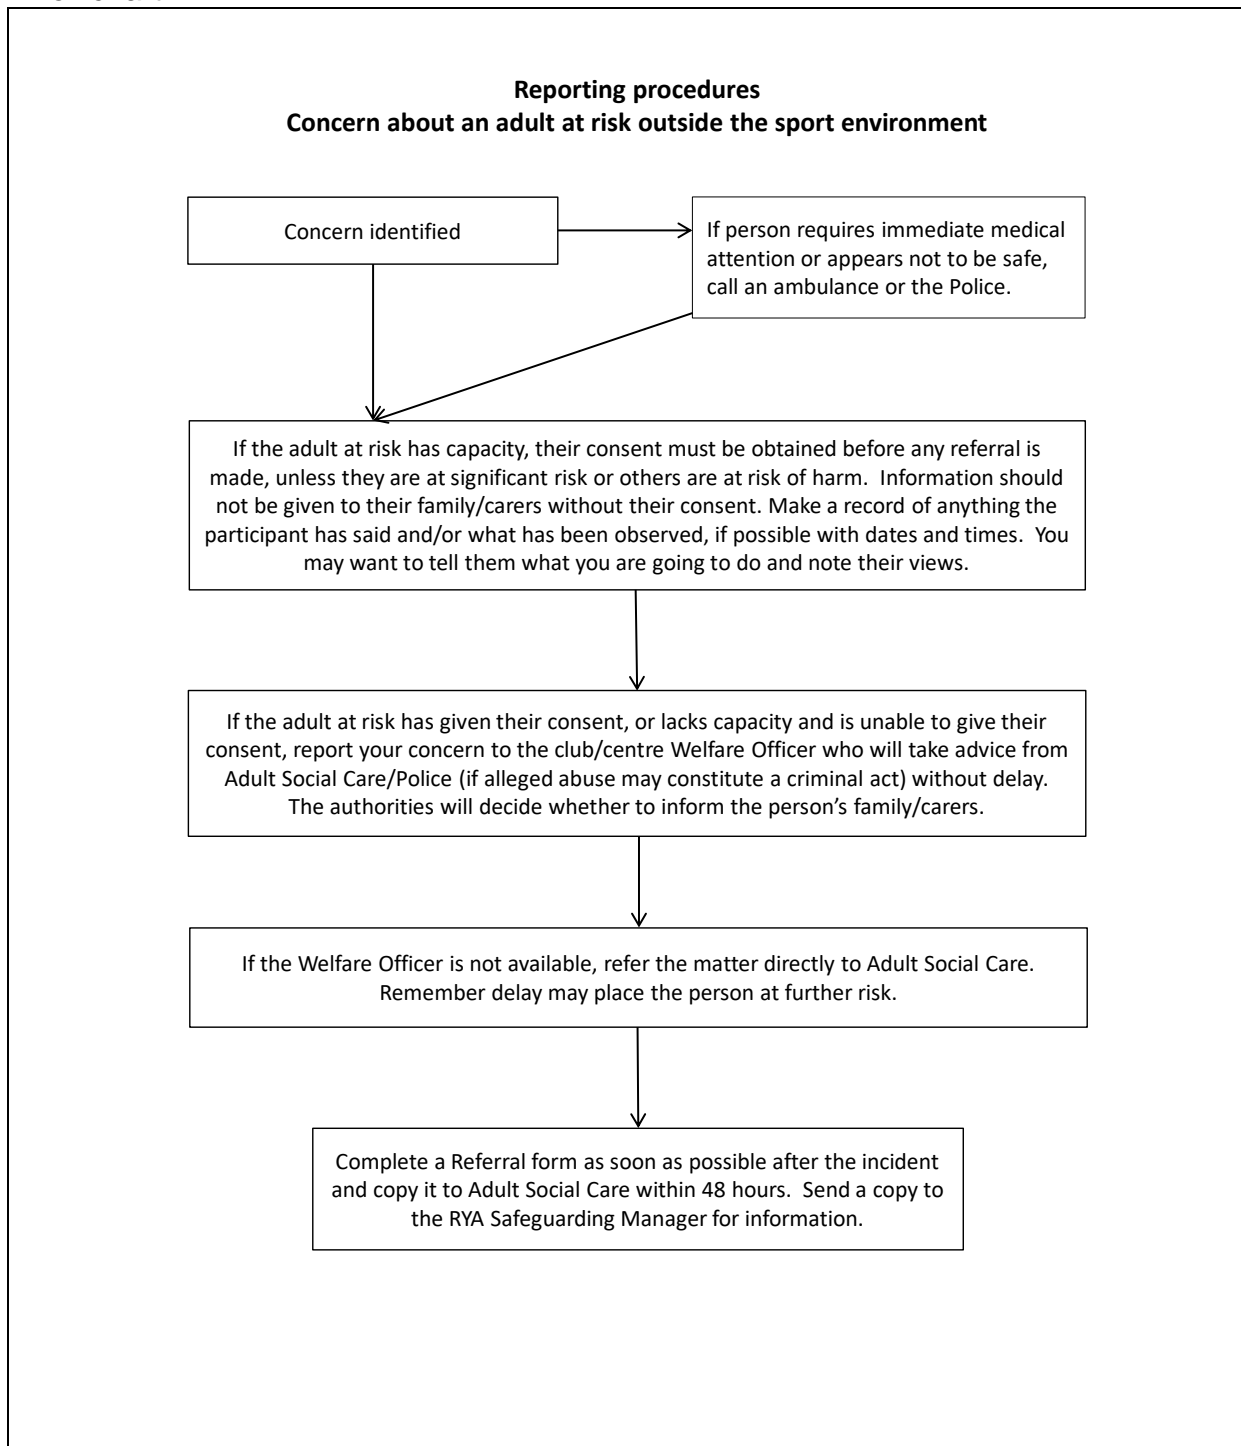 Reporting procedures
Concern about an adult at risk outside the sport environment
Concern identified
If person requires immediate medical
attention or appears not to be safe,
call an ambulance or the Police.
If the adult at risk has capacity, their consent must be obtained before any referral is
made, unless they are at significant risk or others are at risk of harm.  Information should
not be given to their family/carers without their consent. Make a record of anything the
participant has said and/or what has been observed, if possible with dates and times.  You
may want to tell them what you are going to do and note their views.
If the adult at risk has given their consent, or lacks capacity and is unable to give their
consent, report your concern to the club/centre Welfare Officer who will take advice from
Adult Social Care/Police (if alleged abuse may constitute a criminal act) without delay.
The authorities will decide whether to inform the person’s family/carers.
If the Welfare Officer is not available, refer the matter directly to Adult Social Care.
Remember delay may place the person at further risk.
Complete a Referral form as soon as possible after the incident
and copy it to Adult Social Care within 48 hours.  Send a copy to
the RYA Safeguarding Manager for information.